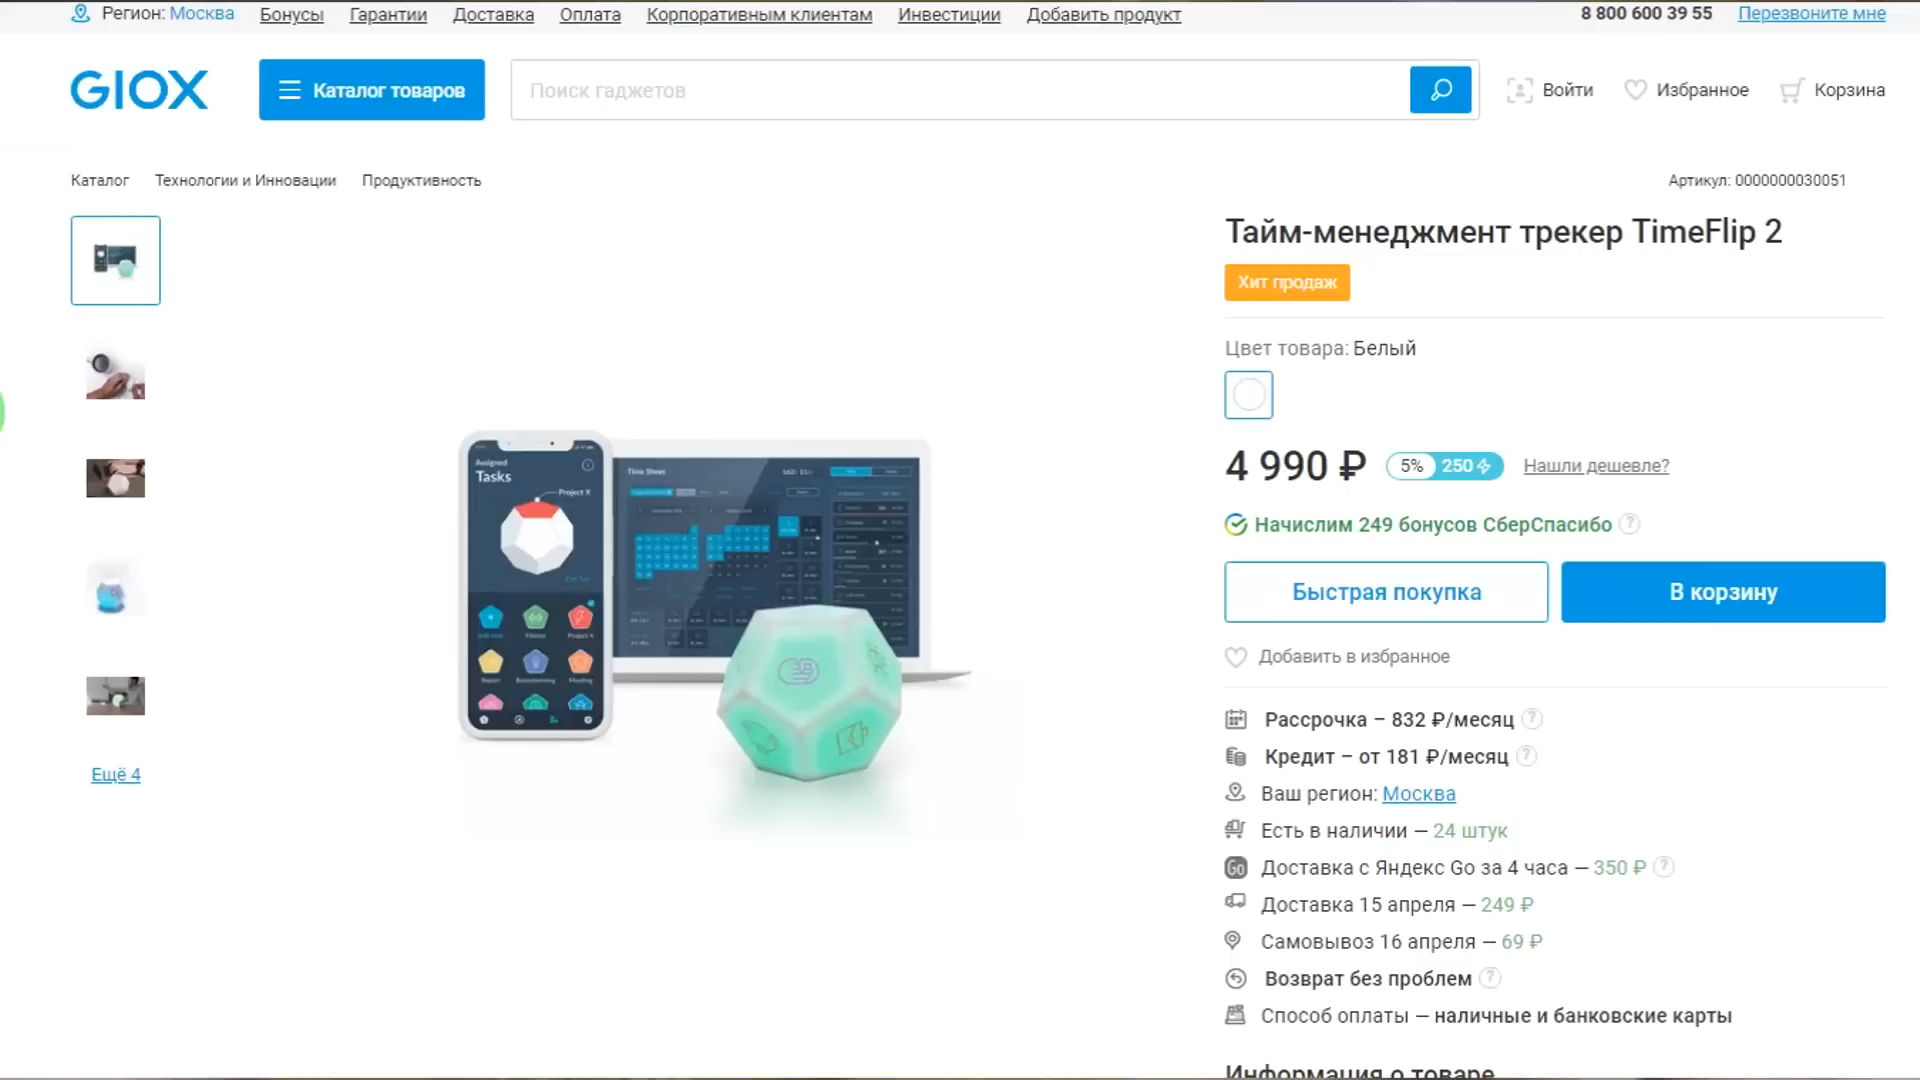 Регион: Москва
Бонусы
Гарантии
Доставка
Оплата
Корпоративным клиентам
Инвестиции
Добавить продукт
8 800 600 39 55
Перезвоните мне
GIOX
Каталог товаров
Поиск гаджетов
Войти
Избранное
Корзина
Каталог
Технологии и Инновации
Продуктивность
Артикул: 0000000030051
Тайм-менеджмент трекер TimeFlip 2
Хит продаж
Цвет товара: Белый
4 990 ₽
5% 250
Нашли дешевле?
Начислим 249 бонусов СберСпасибо ?
Быстрая покупка
В корзину
Добавить в избранное
Рассрочка – 832 ₽/месяц ?
Кредит – от 181 ₽/месяц ?
Ваш регион: Москва
Есть в наличии — 24 штук
Go Доставка с Яндекс Go за 4 часа — 350 ₽ ?
Доставка 15 апреля — 249 ₽
Самовывоз 16 апреля — 69 ₽
Возврат без проблем ?
Способ оплаты — наличные и банковские карты
Информация о товаре
Ещё 4
Assigned
Tasks
Project X
Time Sheet